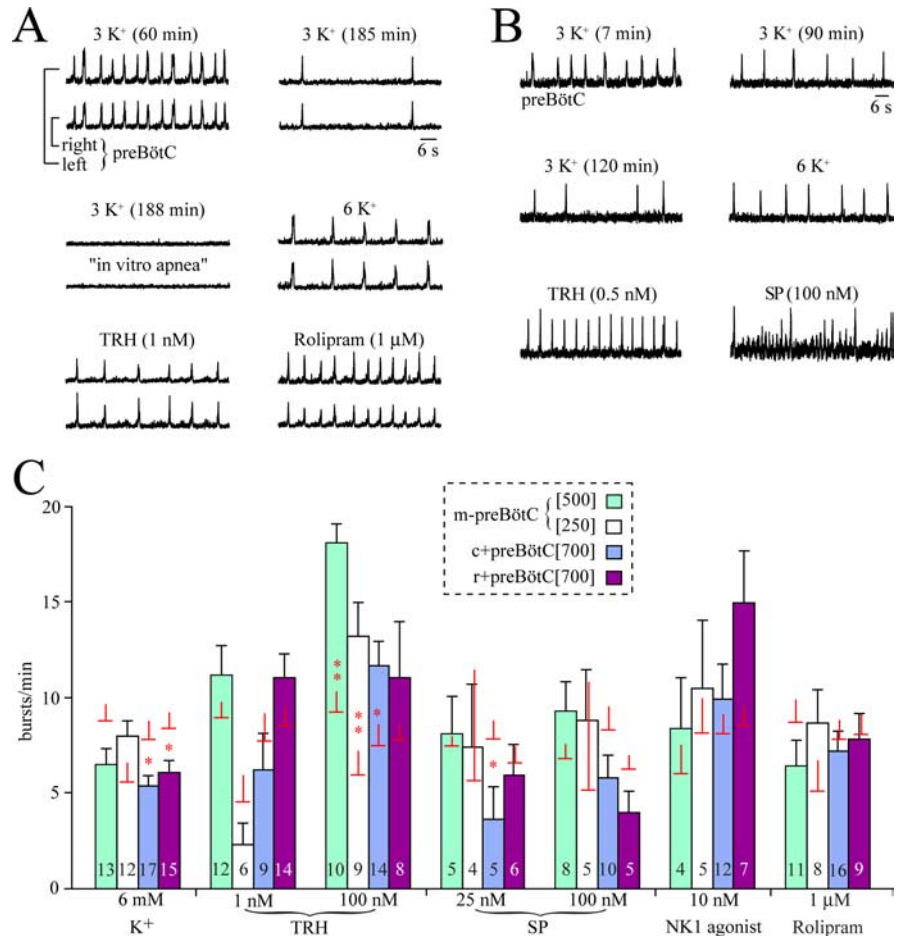 A
3 K⁺ (60 min)
3 K⁺ (185 min)
right
left } preBötC
6 s
3 K⁺ (188 min)
6 K⁺
"in vitro apnea"
TRH (1 nM)
Rolipram (1 µM)
B
3 K⁺ (7 min)
3 K⁺ (90 min)
preBötC
6 s
3 K⁺ (120 min)
6 K⁺
TRH (0.5 nM)
SP (100 nM)
C
20
15
10
5
0
bursts/min
m-preBötC { [500]
[250]
c+preBötC[700]
r+preBötC[700]
* * ** ** * *
13 12 17 15 12 6 9 14 10 9 14 8 5 4 5 6 8 5 10 5 4 5 12 7 11 8 16 9
6 mM 1 nM 100 nM 25 nM 100 nM 10 nM 1 µM
K⁺ TRH SP NK1 agonist Rolipram